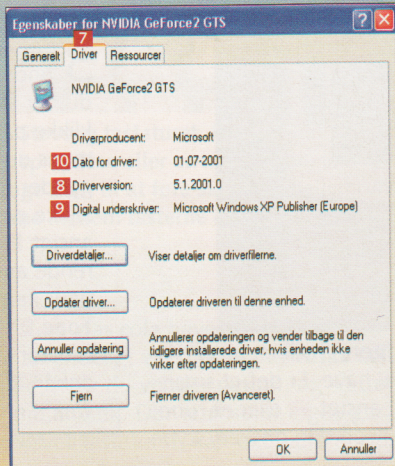 Egenskaber for NVIDIA GeForce2 GTS
7
Generelt Driver Ressourcer
NVIDIA GeForce2 GTS
Driverproducent: Microsoft
10 Dato for driver: 01-07-2001
8 Driverversion: 5.1.2001.0
9 Digital underskriver: Microsoft Windows XP Publisher (Europe)
Driverdetaljer... Viser detaljer om driverfilerne.
Opdater driver... Opdaterer driveren til denne enhed.
Annullerer opdateringen og vender tilbage til den
Annuller opdatering tidligere installerede driver, hvis enheden ikke
virker efter opdateringen.
Fjern Fjerner driveren (Avanceret).
OK Annuller